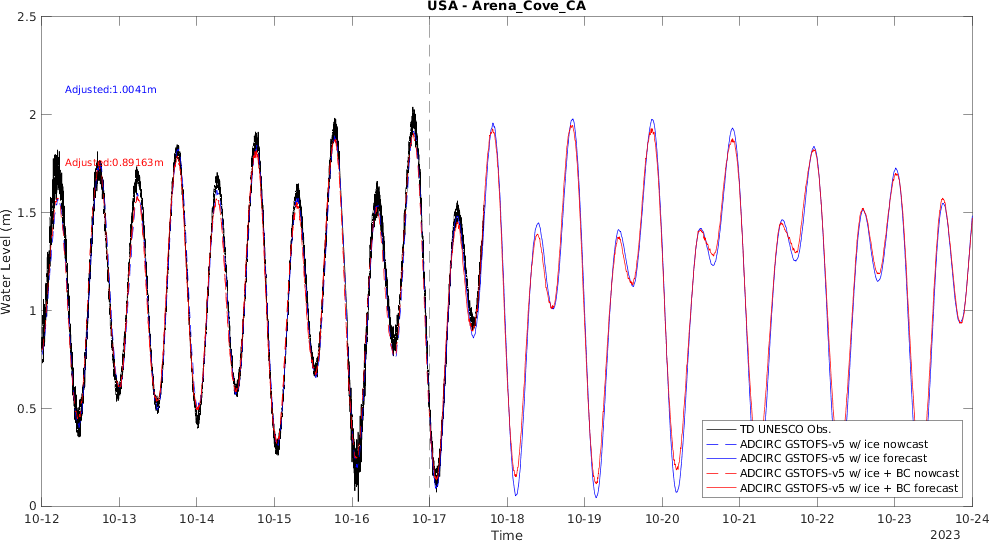 USA - Arena_Cove_CA
2.5
Adjusted:1.0041m
2
Adjusted:0.89163m
1.5
Water Level (m)
1
0.5
TD UNESCO Obs.
ADCIRC GSTOFS-v5 w/ ice nowcast
ADCIRC GSTOFS-v5 w/ ice forecast
ADCIRC GSTOFS-v5 w/ ice + BC nowcast
ADCIRC GSTOFS-v5 w/ ice + BC forecast
0
10-12 10-13 10-14 10-15 10-16 10-17 10-18 10-19 10-20 10-21 10-22 10-23 10-24
Time
2023